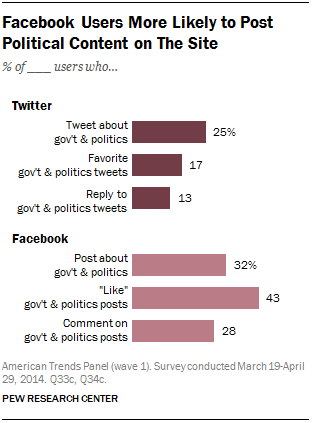 Facebook Users More Likely to Post
Political Content on The Site
% of ____ users who...
Twitter
Tweet about
gov't & politics
25%
Favorite
gov't & politics tweets
17
Reply to
gov't & politics tweets
13
Facebook
Post about
gov't & politics
32%
"Like"
gov't & politics posts
43
Comment on
gov't & politics posts
28
American Trends Panel (wave 1). Survey conducted March 19-April
29, 2014. Q33c, Q34c.
PEW RESEARCH CENTER